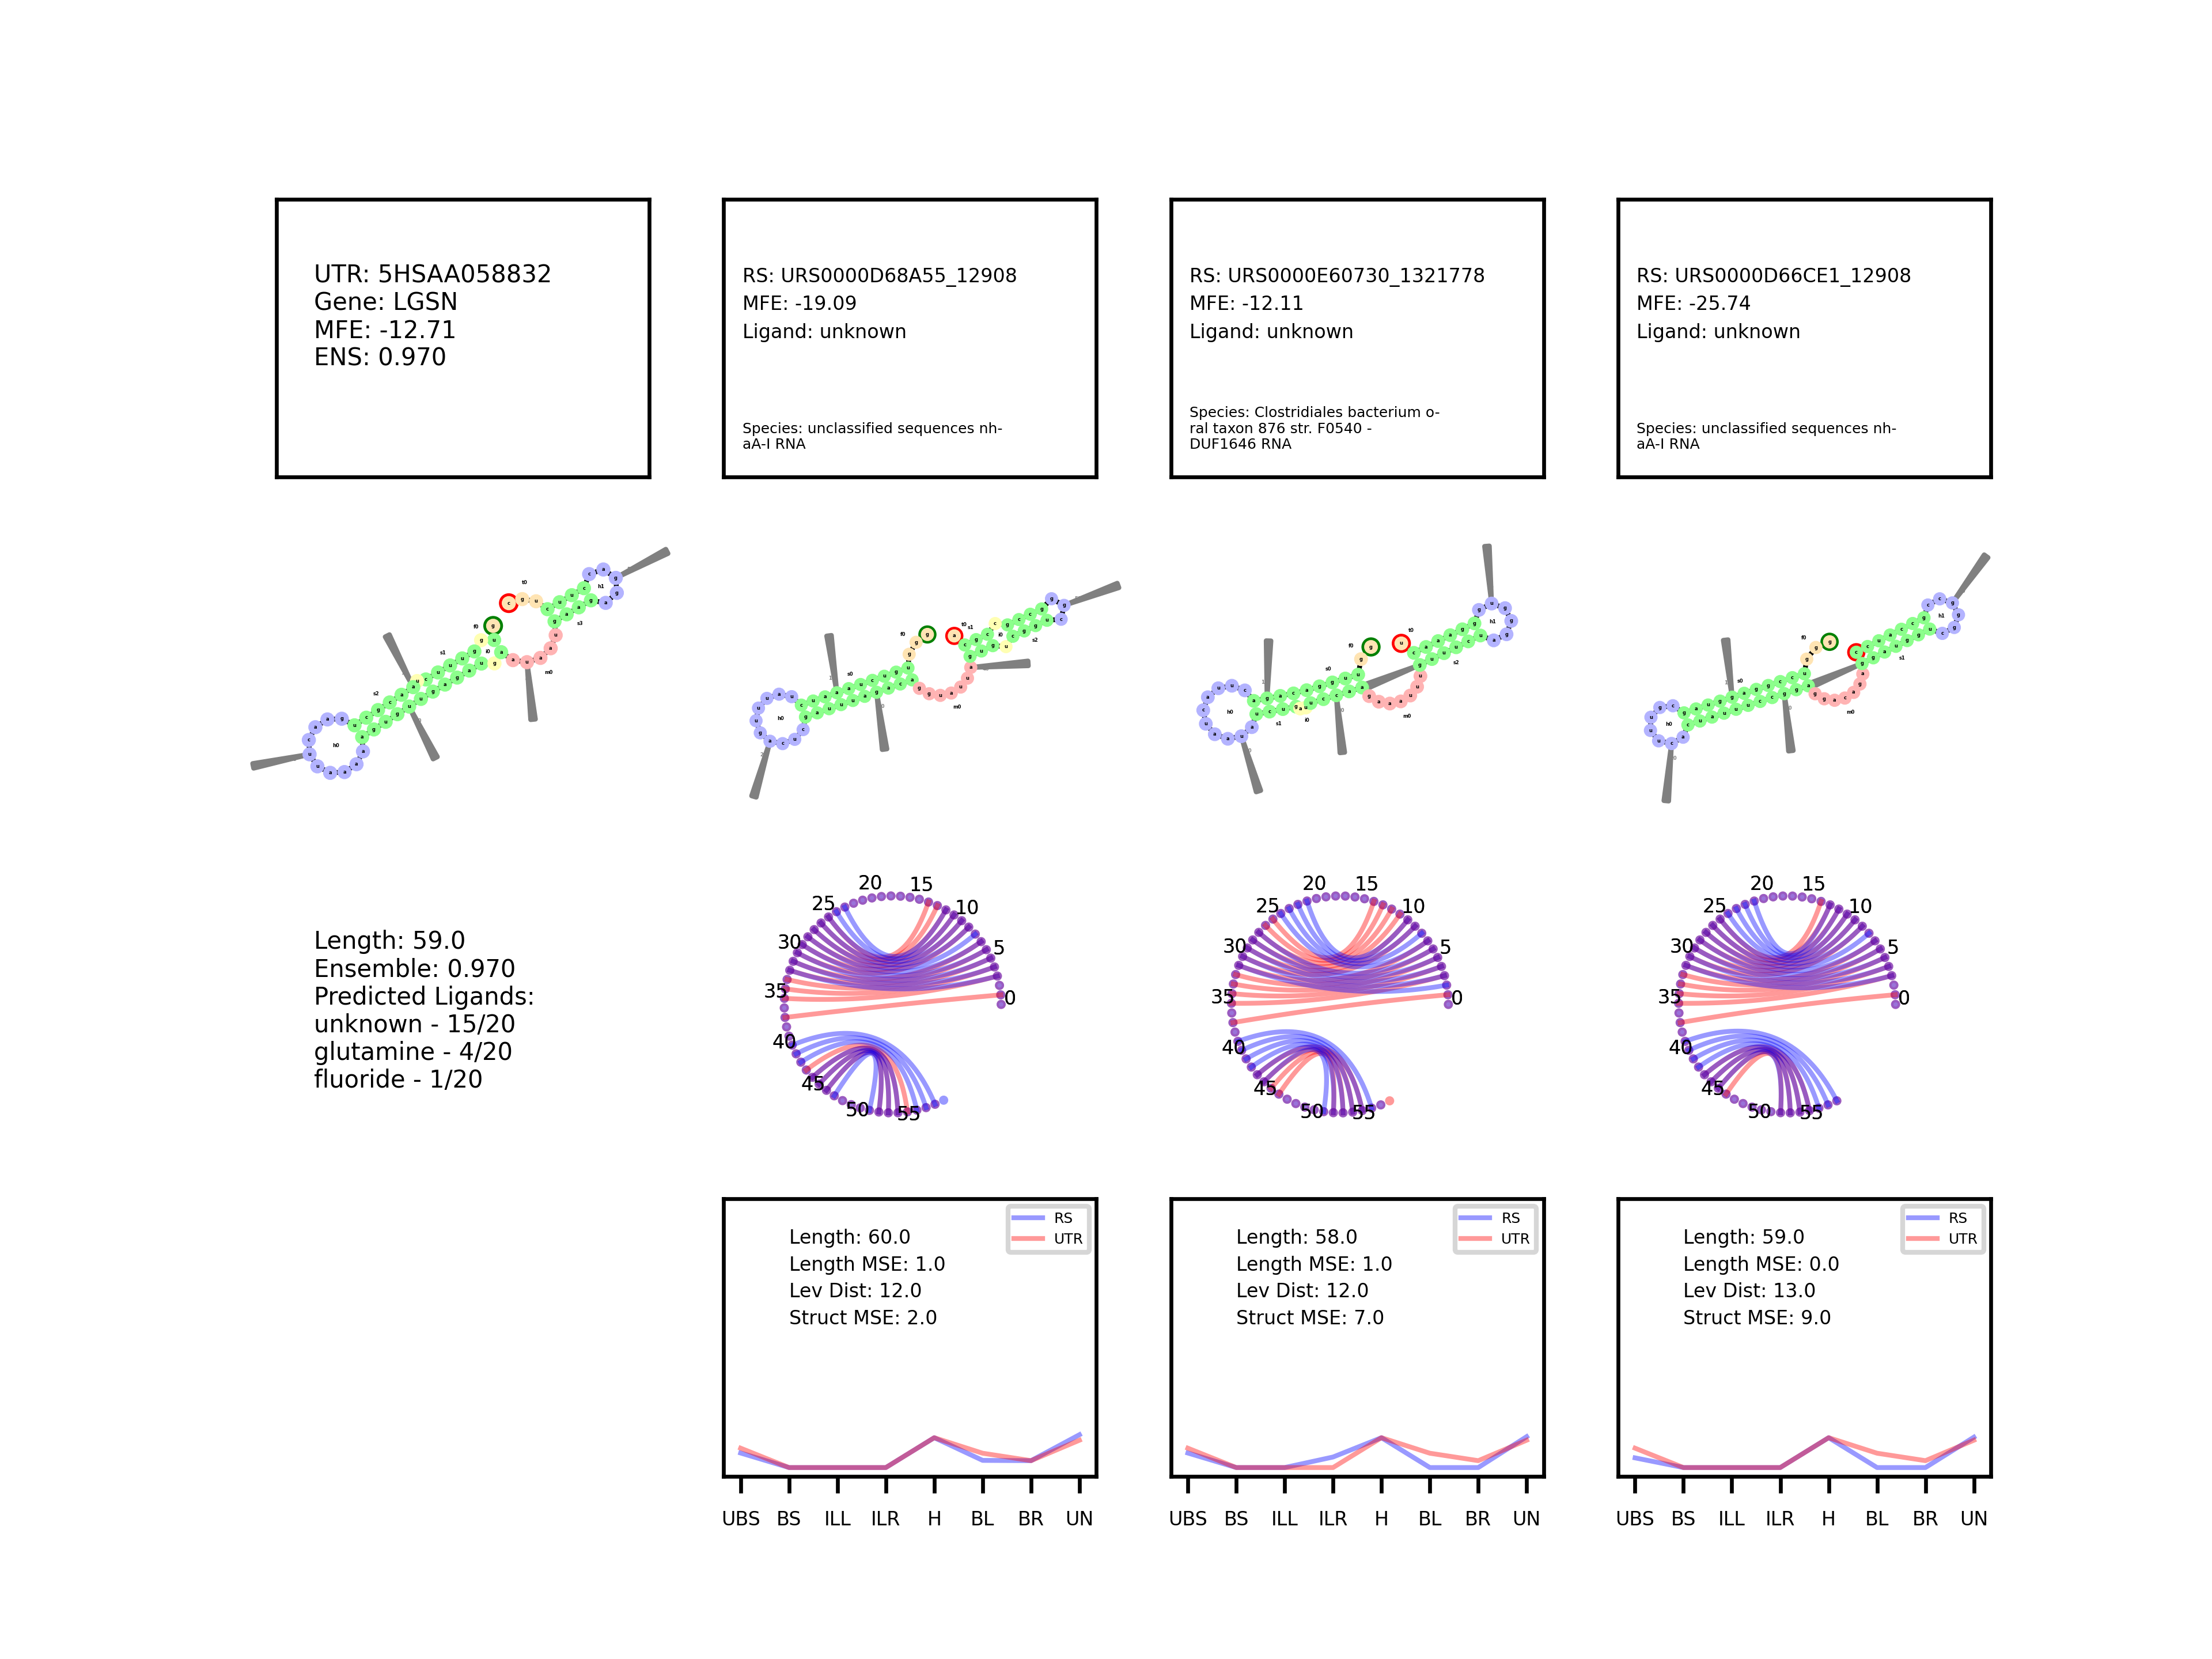 UTR: 5HSAA058832
Gene: LGSN
MFE: -12.71
ENS: 0.970
RS: URS0000D68A55_12908
MFE: -19.09
Ligand: unknown
Species: unclassified sequences nh-
aA-I RNA
RS: URS0000E60730_1321778
MFE: -12.11
Ligand: unknown
Species: Clostridiales bacterium o-
ral taxon 876 str. F0540 -
DUF1646 RNA
RS: URS0000D66CE1_12908
MFE: -25.74
Ligand: unknown
Species: unclassified sequences nh-
aA-I RNA
Length: 59.0
Ensemble: 0.970
Predicted Ligands:
unknown - 15/20
glutamine - 4/20
fluoride - 1/20
0
5
10
15
20
25
30
35
40
45
50
55
0
5
10
15
20
25
30
35
40
45
50
55
0
5
10
15
20
25
30
35
40
45
50
55
Length: 60.0
Length MSE: 1.0
Lev Dist: 12.0
Struct MSE: 2.0
RS
UTR
UBS BS ILL ILR H BL BR UN
Length: 58.0
Length MSE: 1.0
Lev Dist: 12.0
Struct MSE: 7.0
RS
UTR
UBS BS ILL ILR H BL BR UN
Length: 59.0
Length MSE: 0.0
Lev Dist: 13.0
Struct MSE: 9.0
RS
UTR
UBS BS ILL ILR H BL BR UN